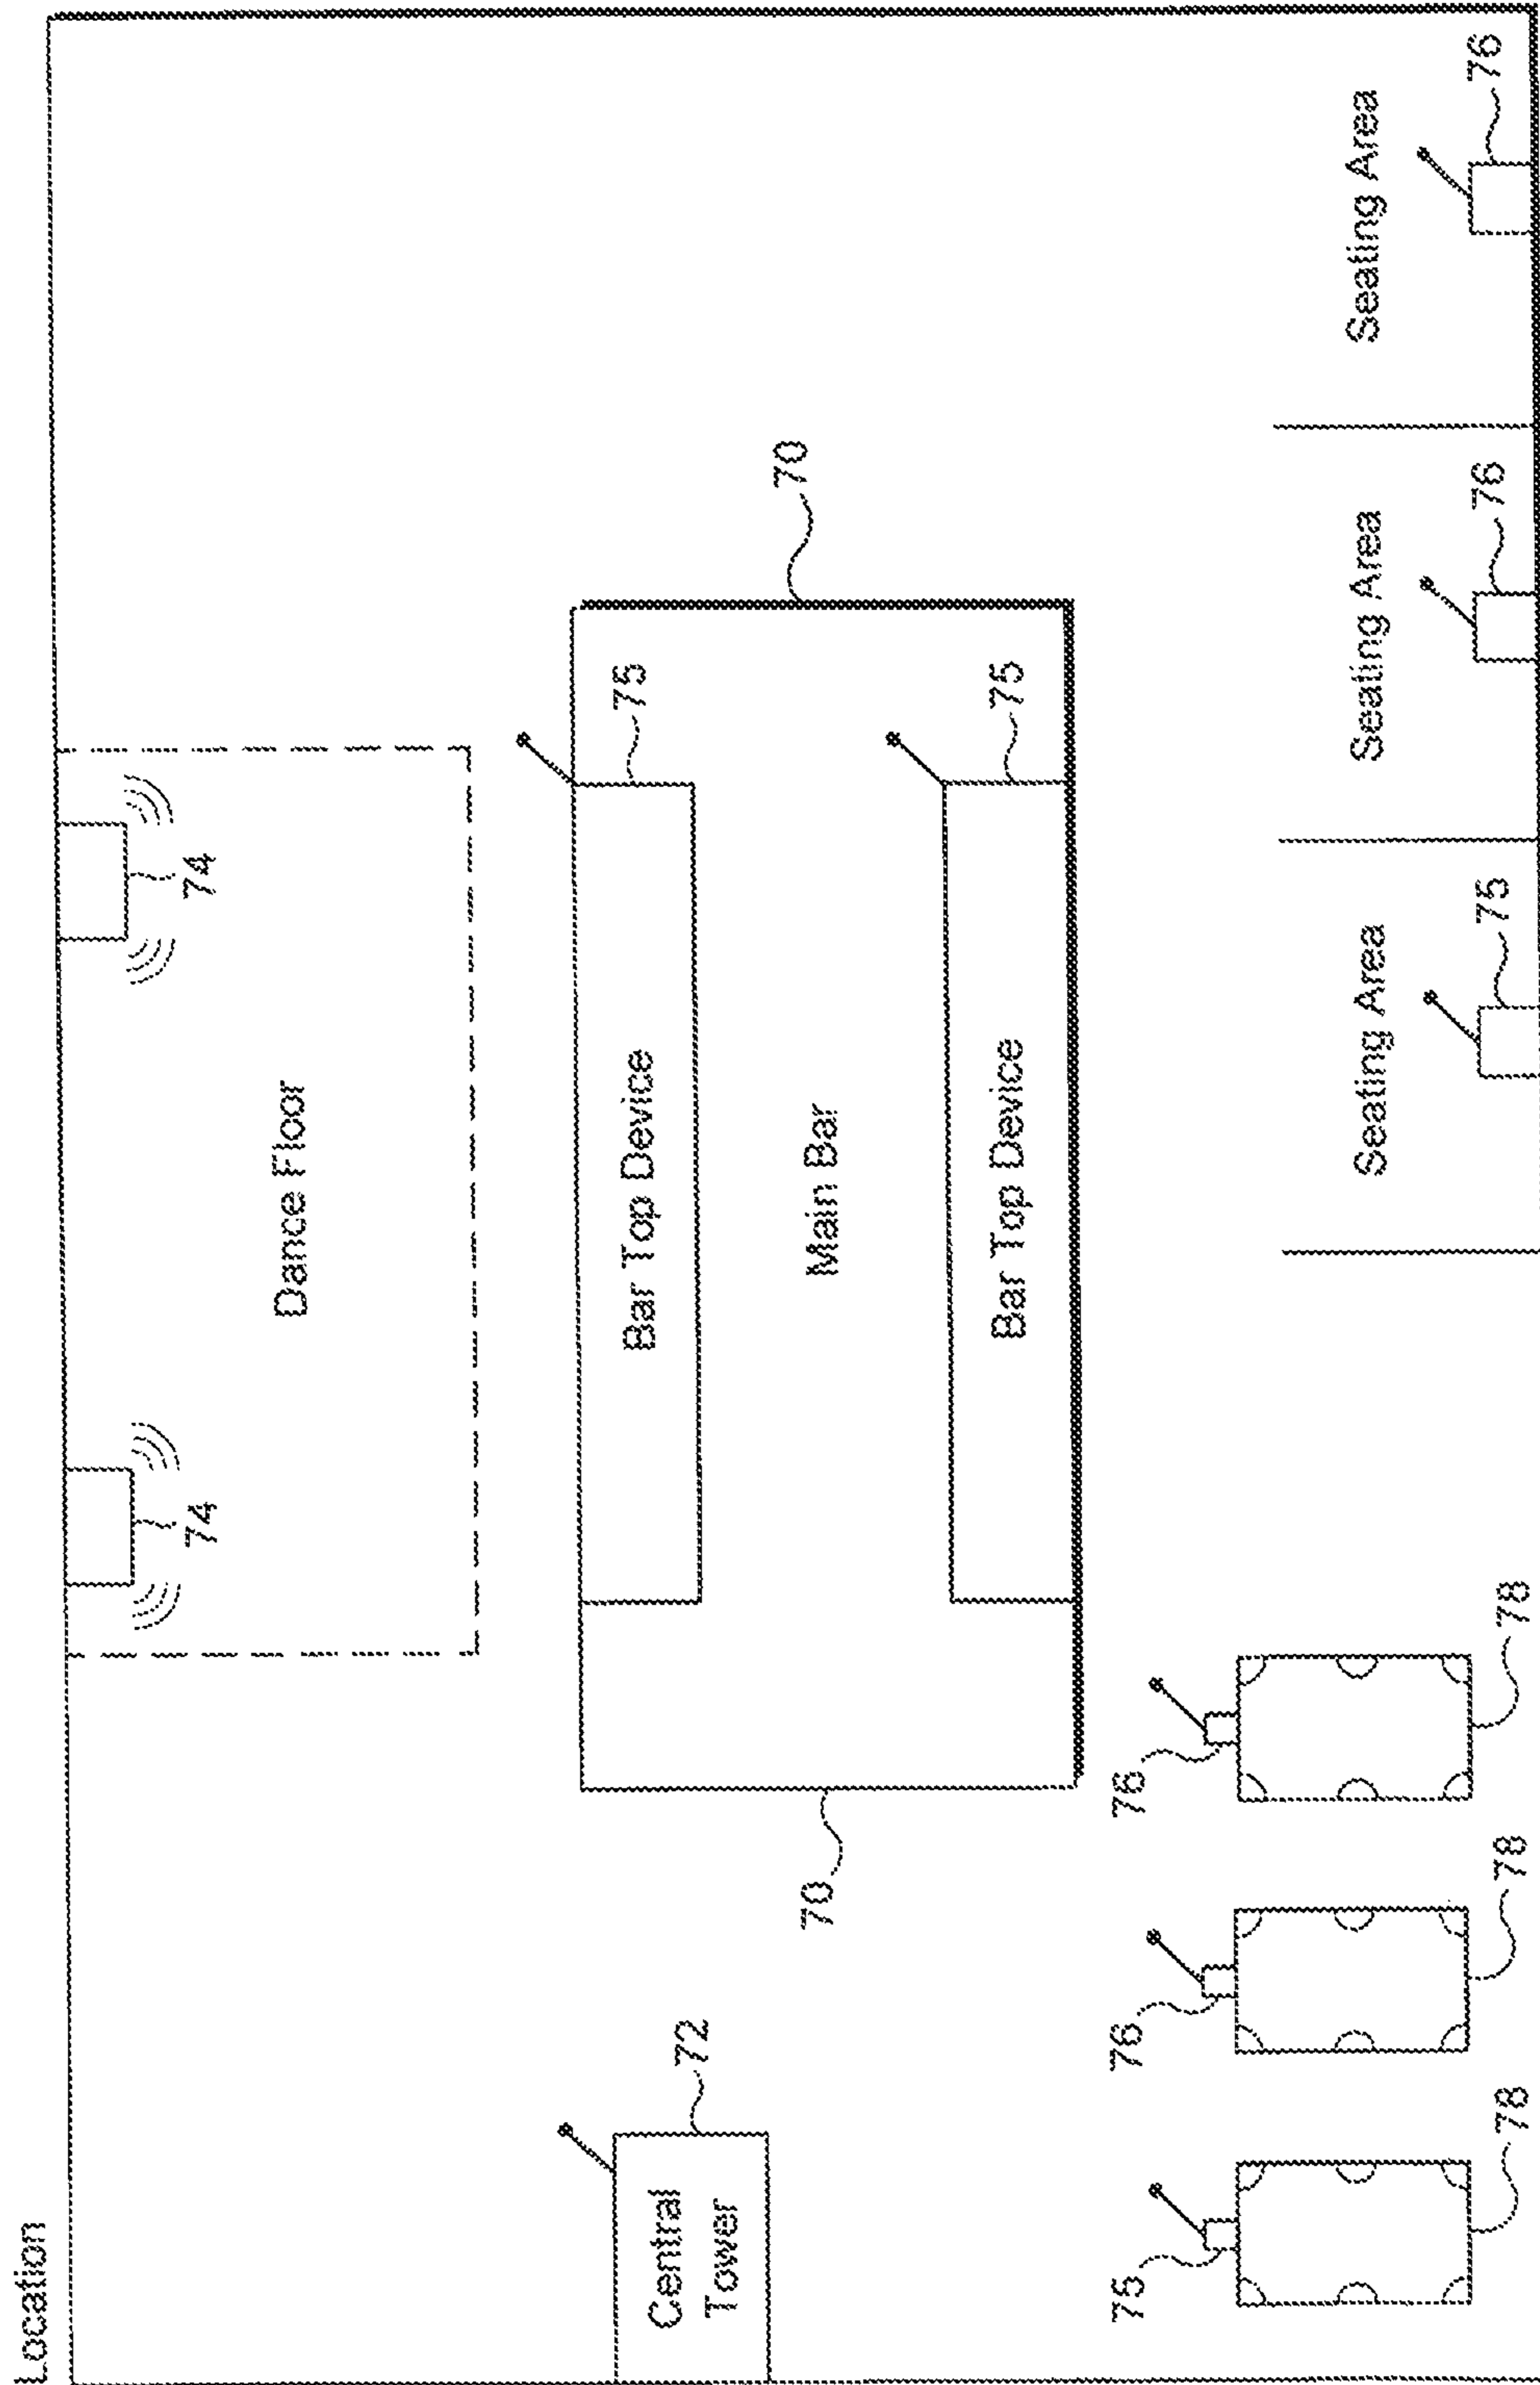 Location
74
74
Dance Floor
Bar Top Device
75
Central
Tower
72
70
Main Bar
70
Bar Top Device
75
75
76
76
Seating Area
Seating Area
Seating Area
75
76
76
78
78
78